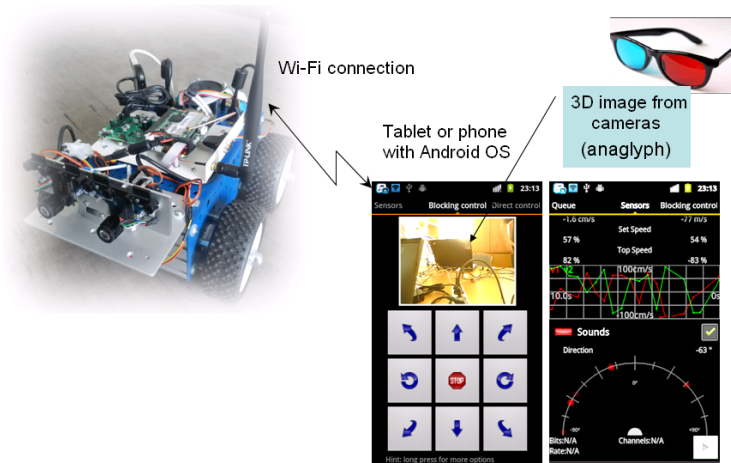 Wi-Fi connection
3D image from
cameras
(anaglyph)
Tablet or phone
with Android OS
TP-LINK
23:13
Sensors Blocking control Direct control
STOP
Hint: long press for more options
23:13
Queue Sensors Blocking control
-1.6 cm/s -77 m/s
Set Speed
57 % 54 %
Top Speed
82 % -83 %
V2 100cm/s
10.0s 0s
-100cm/s
Sounds
Direction -63 °
0°
-90° +90°
Bits:N/A Channels:N/A
Rate:N/A